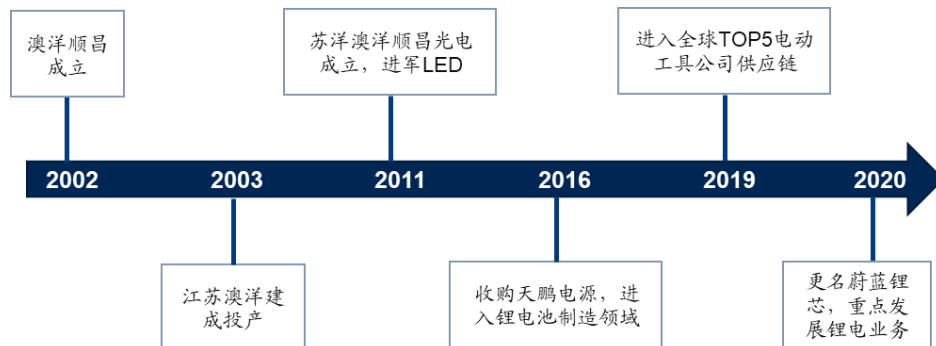 澳洋顺昌
成立
苏洋澳洋顺昌光电
成立，进军LED
进入全球TOP5电动
工具公司供应链
2002
2003
2011
2016
2019
2020
江苏澳洋建
成投产
收购天鹏电源，进
入锂电池制造领域
更名蔚蓝锂
芯，重点发
展锂电业务